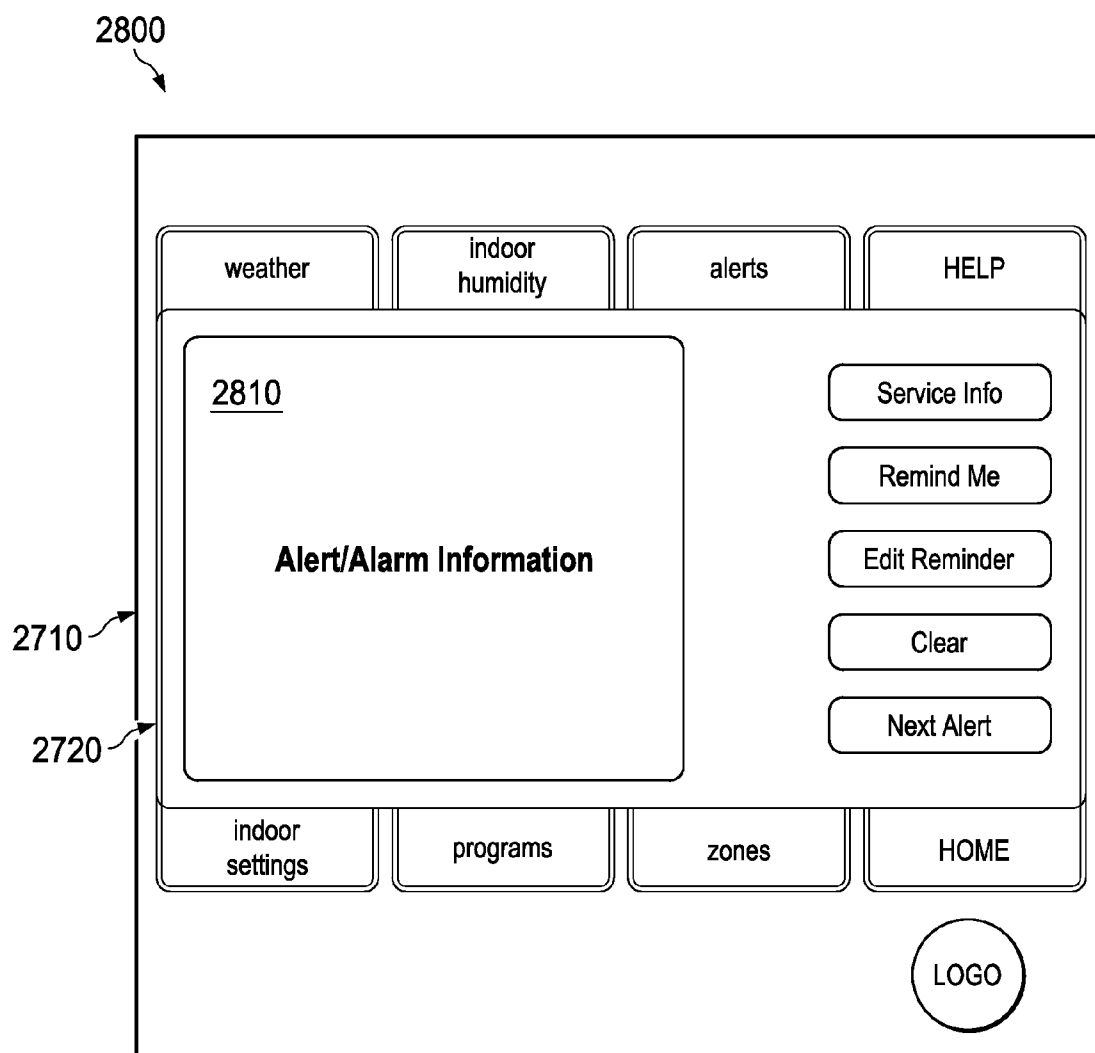 2800
weather
indoor
humidity
alerts
HELP
2810
Alert/Alarm Information
Service Info
Remind Me
Edit Reminder
Clear
Next Alert
2710
2720
indoor
settings
programs
zones
HOME
LOGO